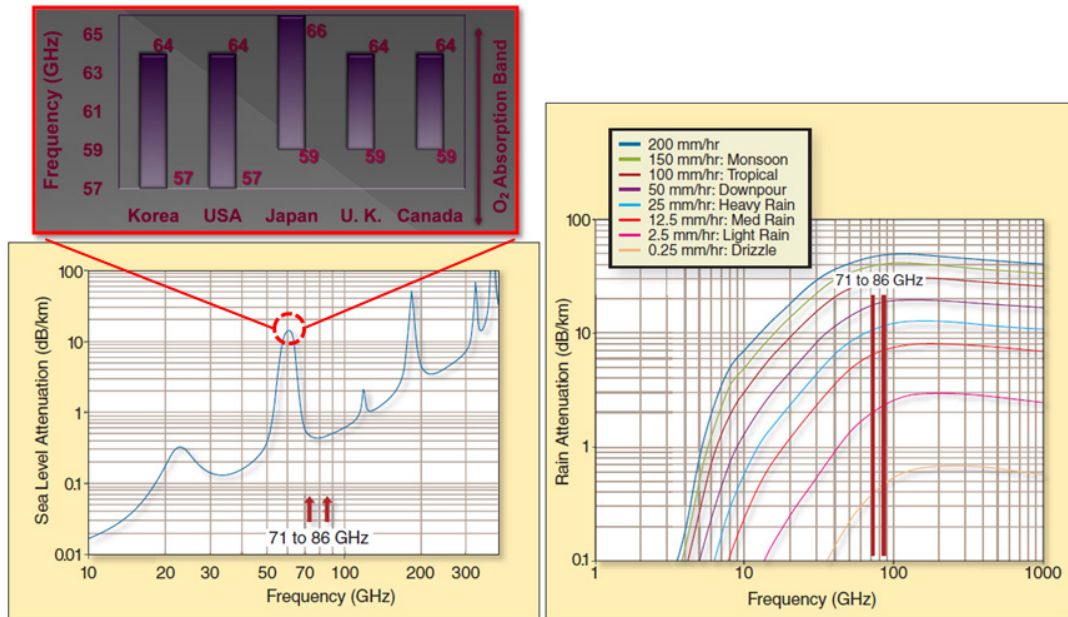 65
63
61
59
57
Frequency (GHz)
64 64 66 64 64
57 57 59 59 59
Korea USA Japan U. K. Canada
O₂ Absorption Band
100
10
1
0.1
0.01
Sea Level Attenuation (dB/km)
71 to 86 GHz
10 20 30 50 70 100 200 300
Frequency (GHz)
200 mm/hr
150 mm/hr: Monsoon
100 mm/hr: Tropical
50 mm/hr: Downpour
25 mm/hr: Heavy Rain
12.5 mm/hr: Med Rain
2.5 mm/hr: Light Rain
0.25 mm/hr: Drizzle
100
10
1
0.1
Rain Attenuation (dB/km)
71 to 86 GHz
1 10 100 1000
Frequency (GHz)